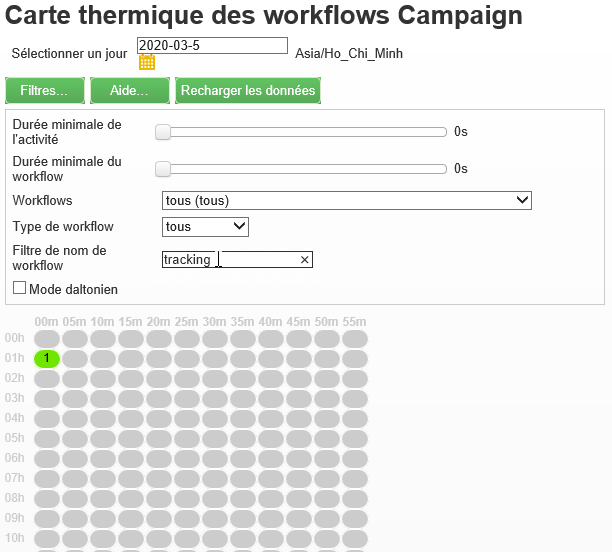 Carte thermique des workflows Campaign
Sélectionner un jour 2020-03-5 Asia/Ho_Chi_Minh
Filtres... Aide... Recharger les données
Durée minimale de
l'activité 0s
Durée minimale du
workflow 0s
Workflows tous (tous)
Type de workflow tous
Filtre de nom de
workflow tracking ×
Mode daltonien
00m 05m 10m 15m 20m 25m 30m 35m 40m 45m 50m 55m
00h
01h 1
02h
03h
04h
05h
06h
07h
08h
09h
10h